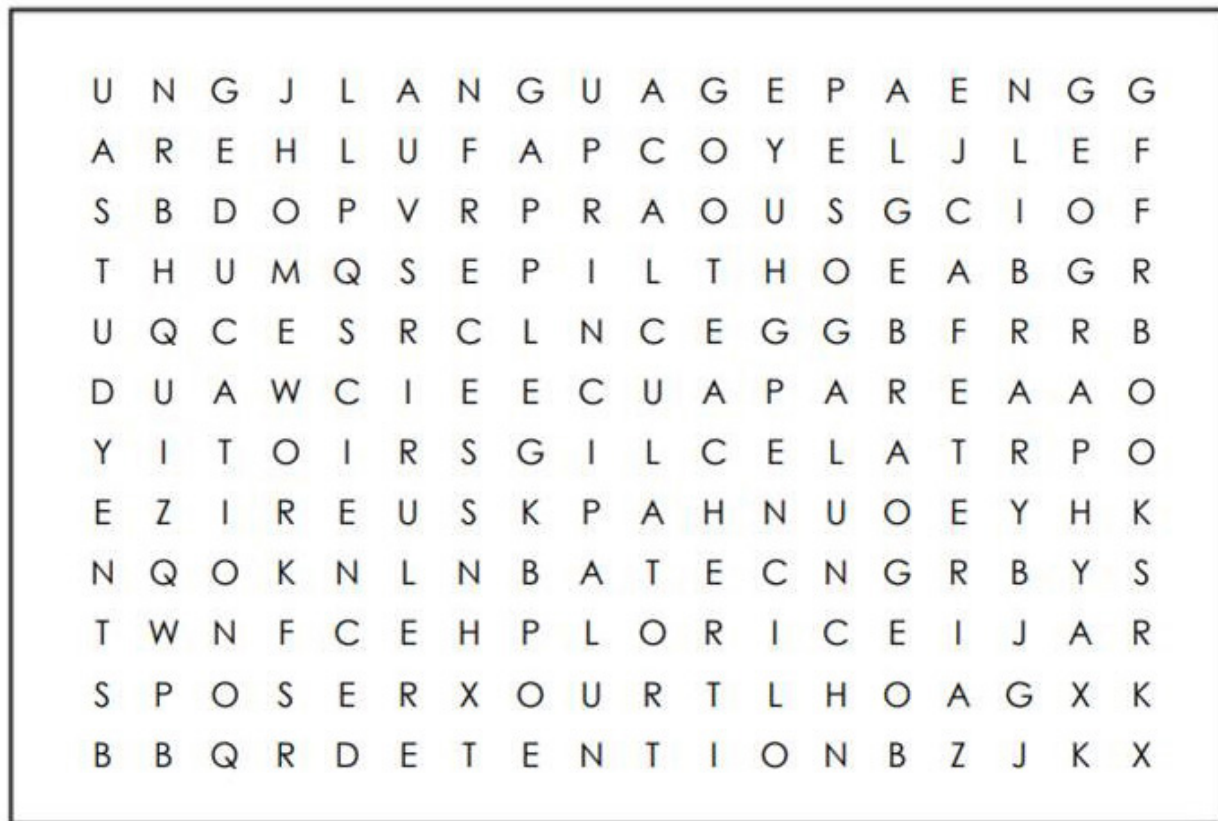 U N G J L A N G U A G E P A E N G G
A R E H L U F A P C O Y E L J L E F
S B D O P V R P R A O U S G C I O F
T H U M Q S E P I L T H O E A B G R
U Q C E S R C L N C E G G B F R R B
D U A W C I E E C U A P A R E A A O
Y I T O I R S G I L C E L A T R P O
E Z I R E U S K P A H N U O E Y H K
N Q O K N L N B A T E C N G R B Y S
T W N F C E H P L O R I C E I J A R
S P O S E R X O U R T L H O A G X K
B B Q R D E T E N T I O N B Z J K X